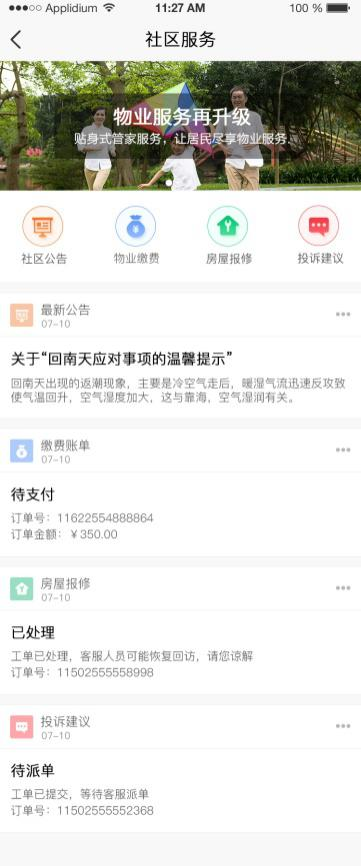 Applidium
11:27 AM
100 %
社区服务
物业服务再升级
贴身式管家服务，让居民尽享物业服务.
社区公告
物业缴费
房屋报修
投诉建议
最新公告
07-10
关于“回南天应对事项的温馨提示”
回南天出现的返潮现象，主要是冷空气走后，暖湿气流迅速反攻致
使气温回升，空气湿度加大，这与靠海，空气湿润有关。
缴费账单
07-10
待支付
订单号：11622554888864
订单金额：￥350.00
房屋报修
07-10
已处理
工单已处理，客服人员可能恢复回访，请您谅解
订单号：11502555558998
投诉建议
07-10
待派单
工单已提交，等待客服派单
订单号：11502555552368